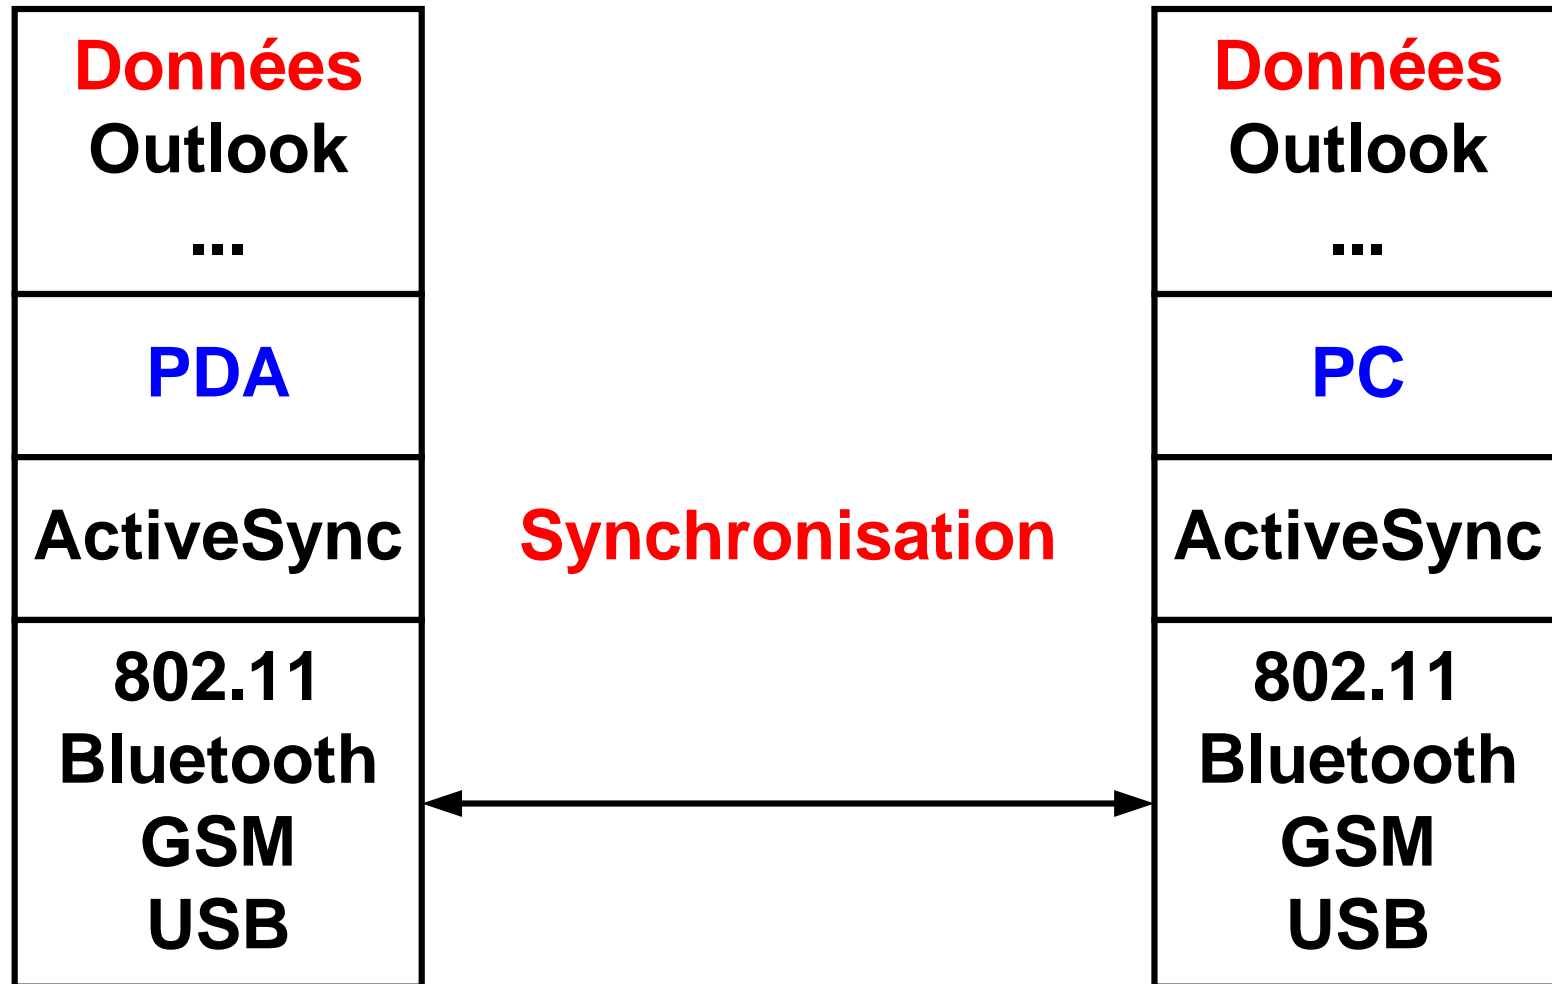 Données
Outlook
...
PDA
ActiveSync
802.11
Bluetooth
GSM
USB
Synchronisation
Données
Outlook
...
PC
ActiveSync
802.11
Bluetooth
GSM
USB